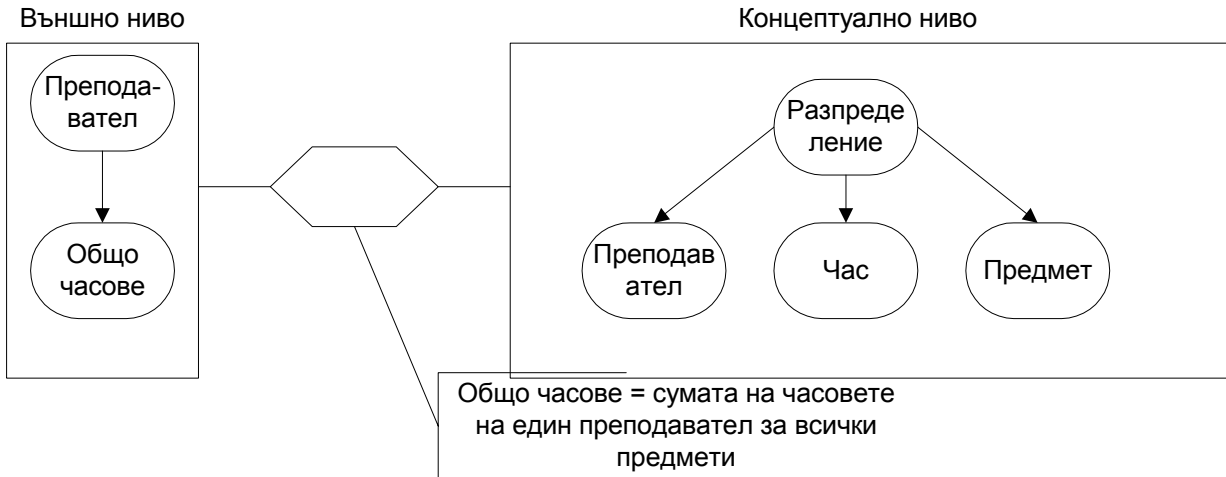 Външно ниво
Концептуално ниво
Препода-
вател
Общо
часове
Разпреде
ление
Преподав
ател
Час
Предмет
Общо часове = сумата на часовете
на един преподавател за всички
предмети